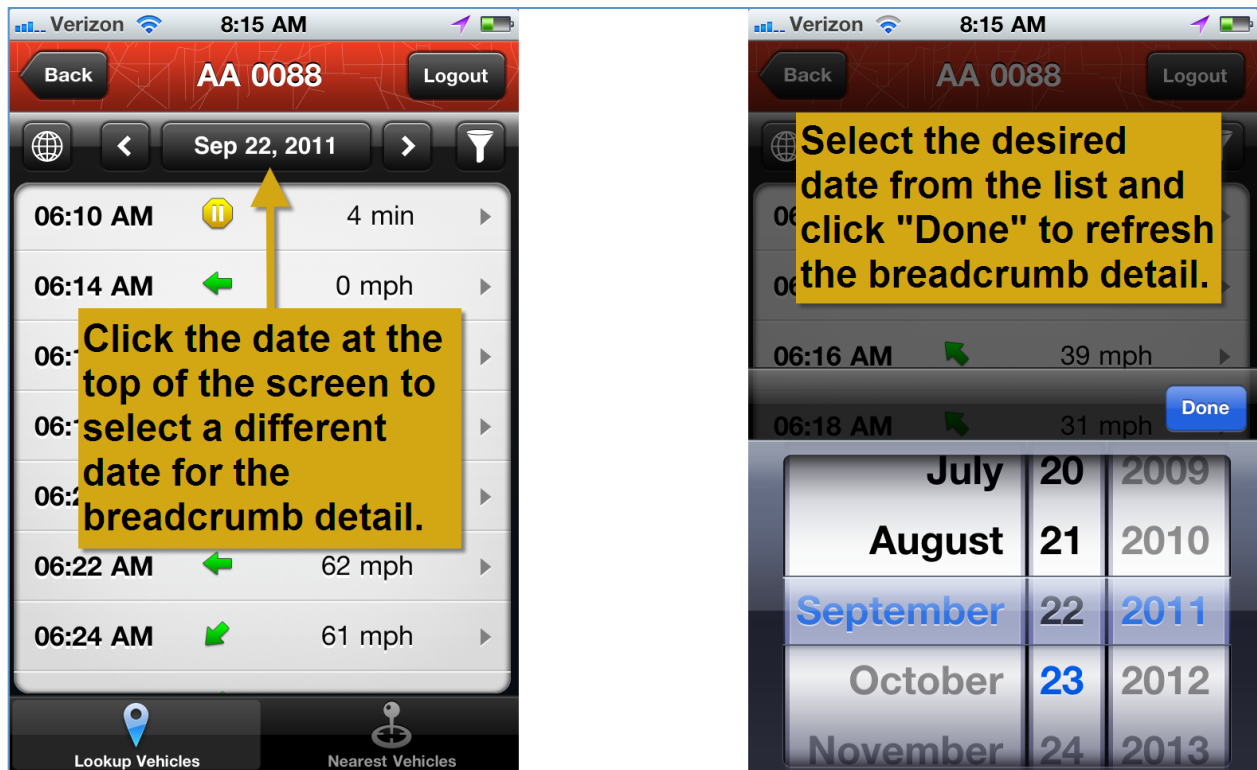 Verizon 8:15 AM
Back AA 0088 Logout
Sep 22, 2011
06:10 AM 4 min
06:14 AM 0 mph
Click the date at the
top of the screen to
select a different
date for the
breadcrumb detail.
06:22 AM 62 mph
06:24 AM 61 mph
Lookup Vehicles Nearest Vehicles
Verizon 8:15 AM
Back AA 0088 Logout
Select the desired
date from the list and
click "Done" to refresh
the breadcrumb detail.
06:16 AM 39 mph
Done
06:18 AM 31 mph
July 20 2009
August 21 2010
September 22 2011
October 23 2012
November 24 2013